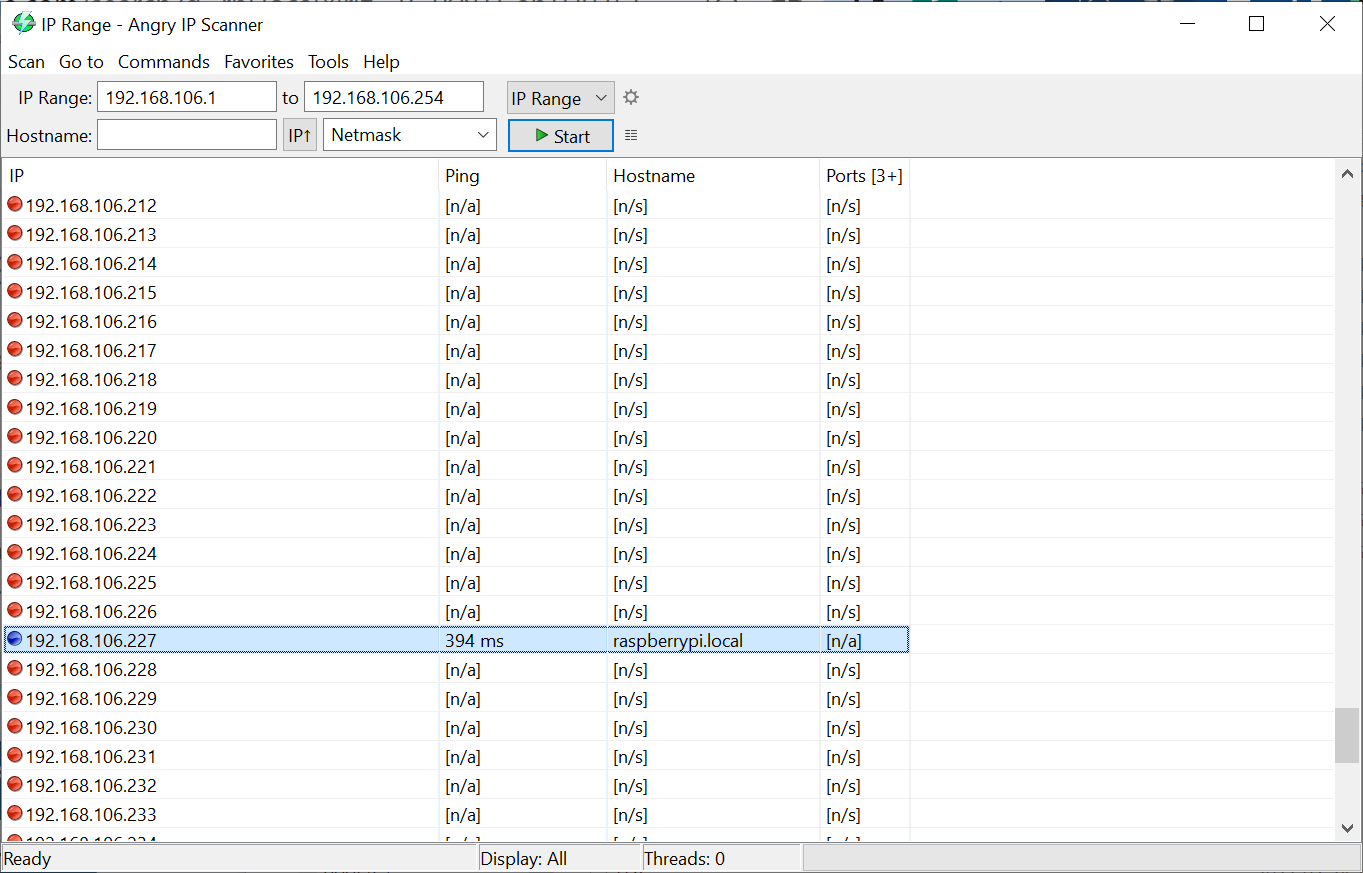 IP Range - Angry IP Scanner
Scan Go to Commands Favorites Tools Help
IP Range: 192.168.106.1 to 192.168.106.254 IP Range
Hostname: IP↑ Netmask Start
IP Ping Hostname Ports [3+]
192.168.106.212 [n/a] [n/s] [n/s]
192.168.106.213 [n/a] [n/s] [n/s]
192.168.106.214 [n/a] [n/s] [n/s]
192.168.106.215 [n/a] [n/s] [n/s]
192.168.106.216 [n/a] [n/s] [n/s]
192.168.106.217 [n/a] [n/s] [n/s]
192.168.106.218 [n/a] [n/s] [n/s]
192.168.106.219 [n/a] [n/s] [n/s]
192.168.106.220 [n/a] [n/s] [n/s]
192.168.106.221 [n/a] [n/s] [n/s]
192.168.106.222 [n/a] [n/s] [n/s]
192.168.106.223 [n/a] [n/s] [n/s]
192.168.106.224 [n/a] [n/s] [n/s]
192.168.106.225 [n/a] [n/s] [n/s]
192.168.106.226 [n/a] [n/s] [n/s]
192.168.106.227 394 ms raspberrypi.local [n/a]
192.168.106.228 [n/a] [n/s] [n/s]
192.168.106.229 [n/a] [n/s] [n/s]
192.168.106.230 [n/a] [n/s] [n/s]
192.168.106.231 [n/a] [n/s] [n/s]
192.168.106.232 [n/a] [n/s] [n/s]
192.168.106.233 [n/a] [n/s] [n/s]
Ready Display: All Threads: 0